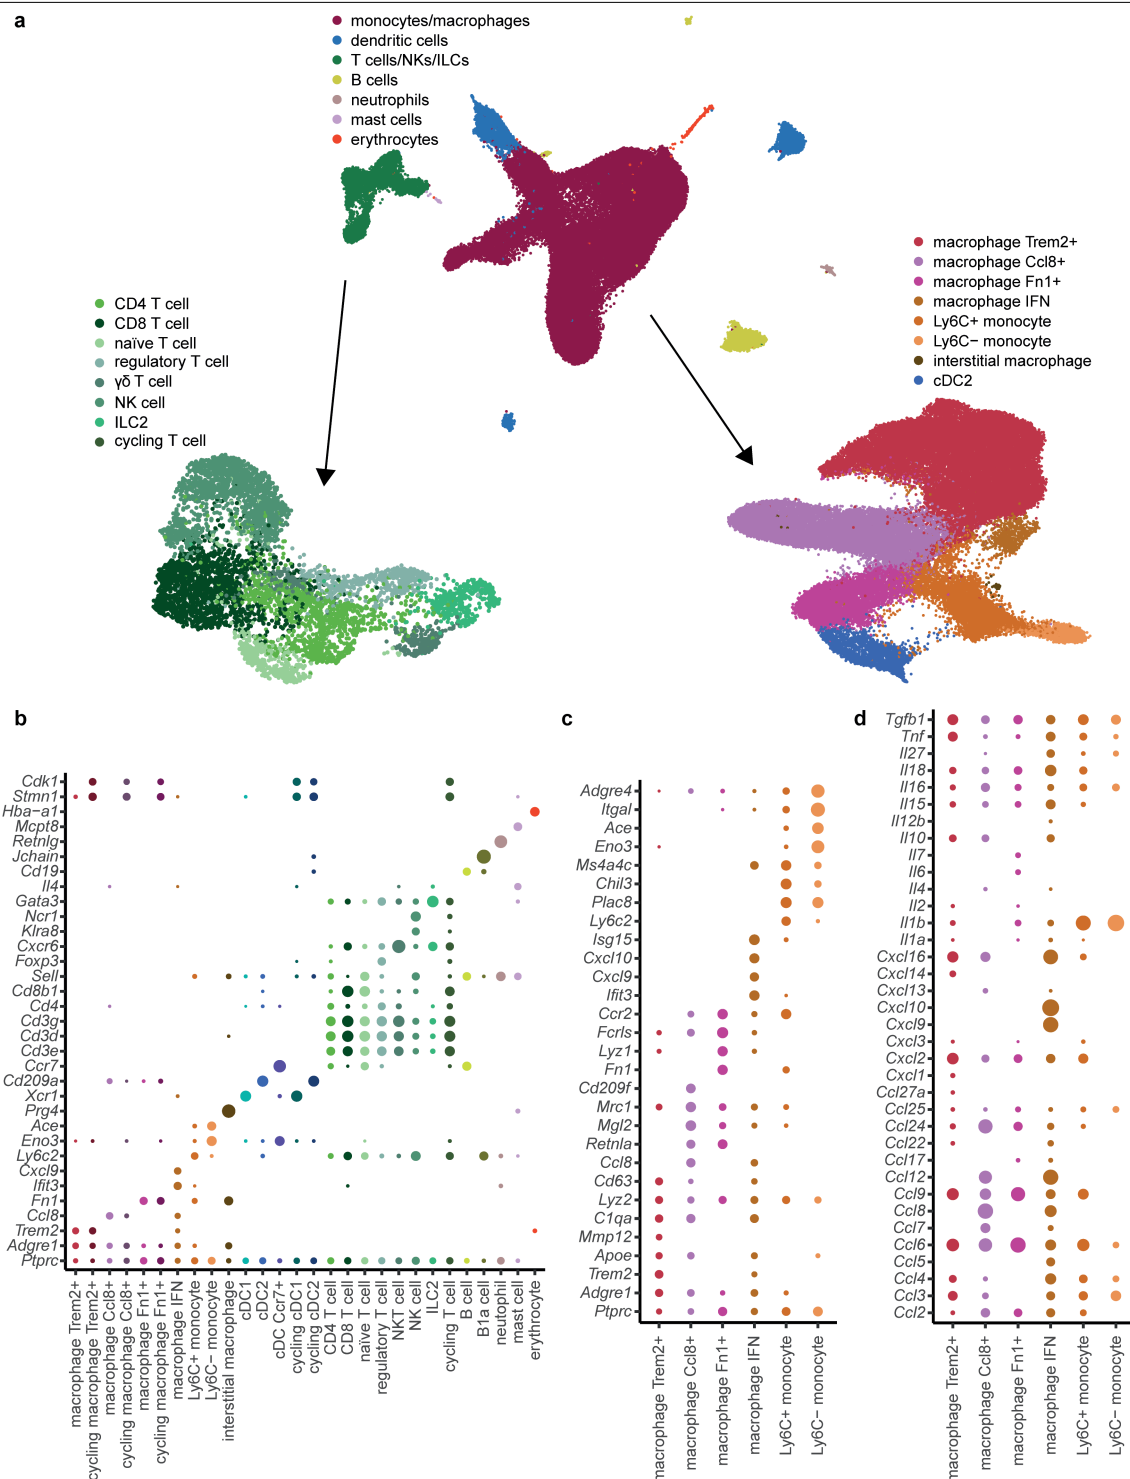 a
monocytes/macrophages
dendritic cells
T cells/NKs/ILCs
B cells
neutrophils
mast cells
erythrocytes
macrophage Trem2+
macrophage Ccl8+
macrophage Fn1+
macrophage IFN
Ly6C+ monocyte
Ly6C− monocyte
interstitial macrophage
cDC2
CD4 T cell
CD8 T cell
naïve T cell
regulatory T cell
γδ T cell
NK cell
ILC2
cycling T cell
b
Cdk1
Stmn1
Hba−a1
Mcpt8
Retnlg
Jchain
Cd19
Il4
Gata3
Ncr1
Klra8
Cxcr6
Foxp3
Sell
Cd8b1
Cd4
Cd3g
Cd3d
Cd3e
Ccr7
Cd209a
Xcr1
Prg4
Ace
Eno3
Ly6c2
Cxcl9
Ifit3
Fn1
Ccl8
Trem2
Adgre1
Ptprc
macrophage Trem2+
cycling macrophage Trem2+
macrophage Ccl8+
cycling macrophage Ccl8+
macrophage Fn1+
cycling macrophage Fn1+
macrophage IFN
Ly6C+ monocyte
Ly6C− monocyte
interstitial macrophage
cDC1
cDC2
cDC Ccr7+
cycling cDC1
cycling cDC2
CD4 T cell
CD8 T cell
naïve T cell
regulatory T cell
NKT cell
NK cell
ILC2
cycling T cell
B cell
B1a cell
neutrophil
mast cell
erythrocyte
c
Adgre4
Itgal
Ace
Eno3
Ms4a4c
Chil3
Plac8
Ly6c2
Isg15
Cxcl10
Cxcl9
Ifit3
Ccr2
Fcrls
Lyz1
Fn1
Cd209f
Mrc1
Mgl2
Retnla
Ccl8
Cd63
Lyz2
C1qa
Mmp12
Apoe
Trem2
Adgre1
Ptprc
macrophage Trem2+
macrophage Ccl8+
macrophage Fn1+
macrophage IFN
Ly6C+ monocyte
Ly6C− monocyte
d
Tgfb1
Tnf
Il27
Il18
Il16
Il15
Il12b
Il10
Il7
Il6
Il4
Il2
Il1b
Il1a
Cxcl16
Cxcl14
Cxcl13
Cxcl10
Cxcl9
Cxcl3
Cxcl2
Cxcl1
Ccl27a
Ccl25
Ccl24
Ccl22
Ccl17
Ccl12
Ccl9
Ccl8
Ccl7
Ccl6
Ccl5
Ccl4
Ccl3
Ccl2
macrophage Trem2+
macrophage Ccl8+
macrophage Fn1+
macrophage IFN
Ly6C+ monocyte
Ly6C− monocyte